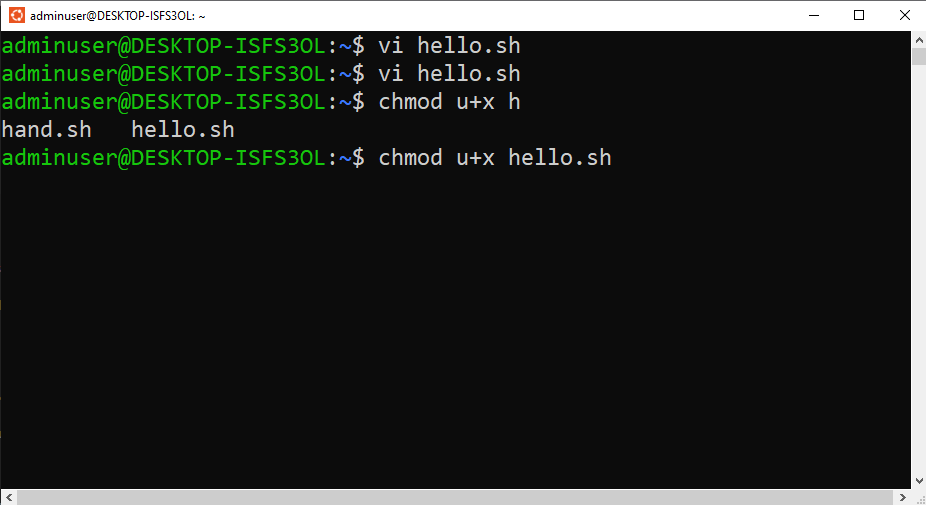 adminuser@DESKTOP-ISFS3OL: ~
adminuser@DESKTOP-ISFS3OL:~$ vi hello.sh
adminuser@DESKTOP-ISFS3OL:~$ vi hello.sh
adminuser@DESKTOP-ISFS3OL:~$ chmod u+x h
hand.sh   hello.sh
adminuser@DESKTOP-ISFS3OL:~$ chmod u+x hello.sh